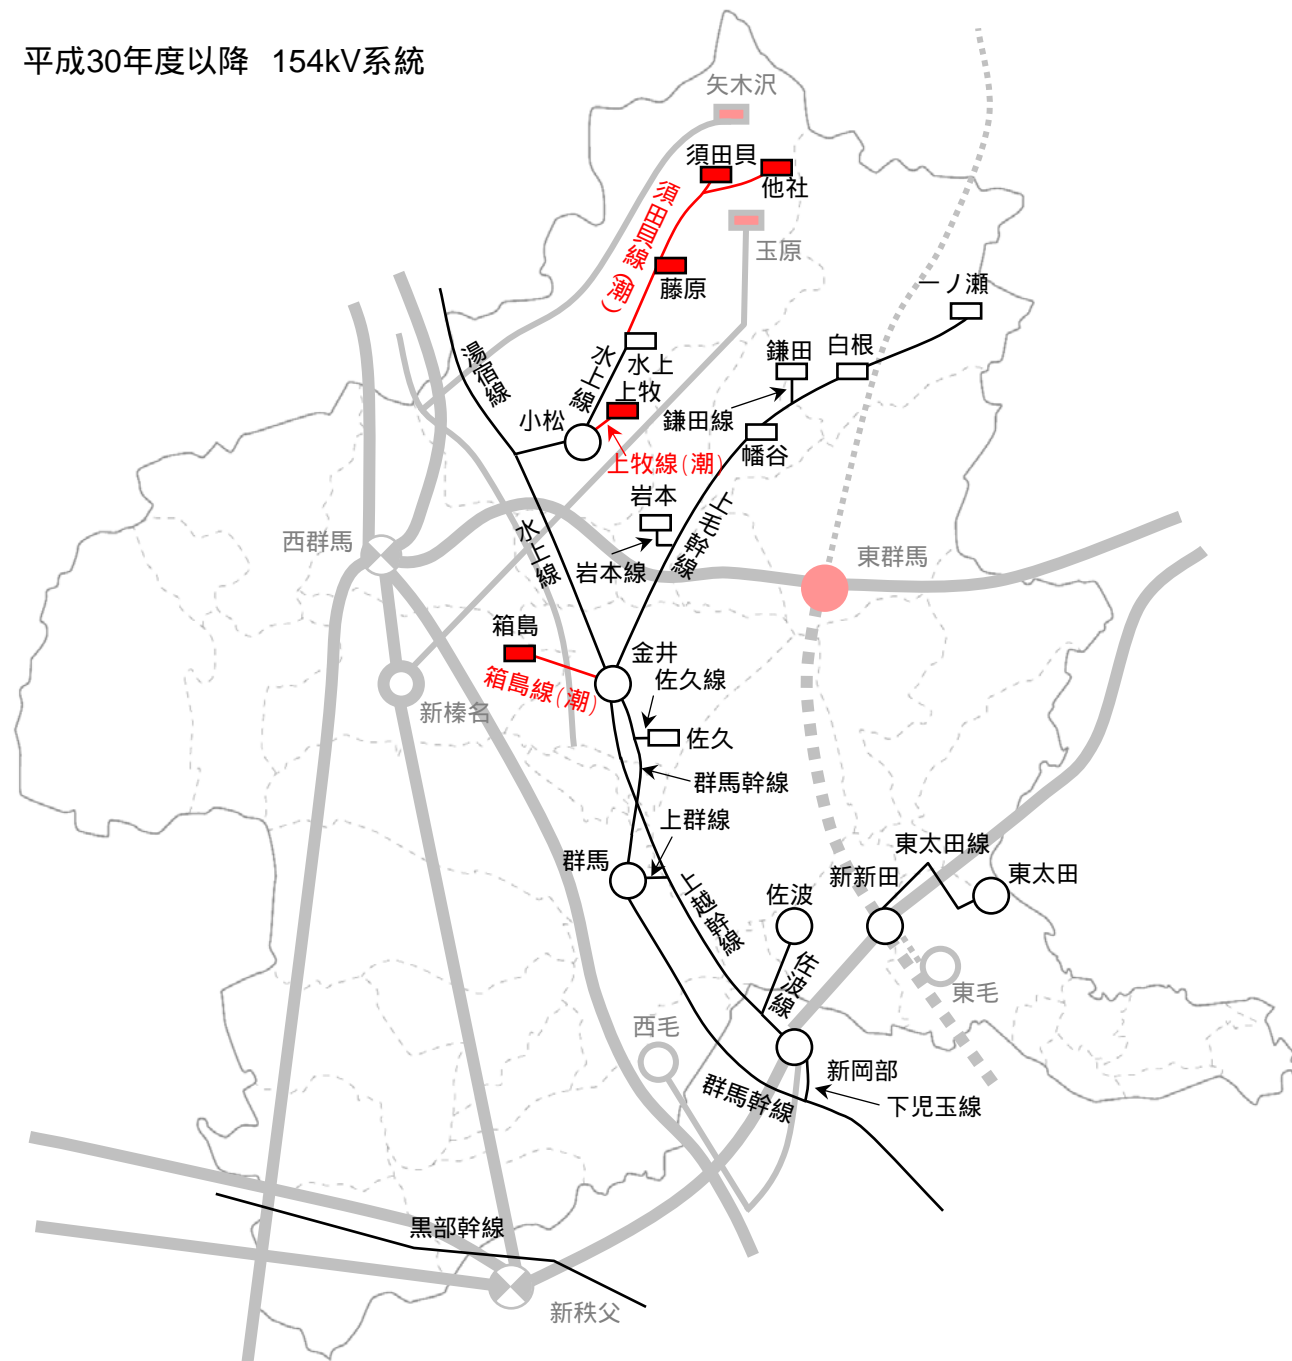 平成30年度以降 154kV系統
矢木沢
須田貝
他社
須田貝線(潮)
玉原
藤原
一ノ瀬
水上
水上線
湯宿線
鎌田
白根
上牧
小松
鎌田線
幡谷
上牧線(潮)
岩本
上毛幹線
西群馬
水上線
岩本線
東群馬
箱島
金井
箱島線(潮)
佐久線
新榛名
佐久
群馬幹線
上群線
群馬
上越幹線
佐波
東太田線
新新田
東太田
佐波線
東毛
西毛
新岡部
群馬幹線
下児玉線
黒部幹線
新秩父